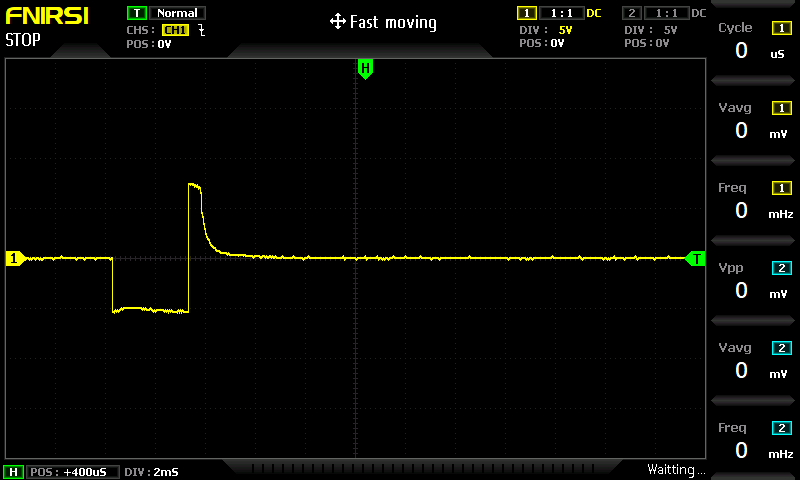 FNIRSI
STOP
T Normal
CHS: CH1
POS: 0V
Fast moving
1 1:1 DC
DIV: 5V
POS: 0V
2 1:1 DC
DIV: 5V
POS: 0V
H
1
T
Cycle 1
0 uS
Vavg 1
0 mV
Freq 1
0 mHz
Vpp 2
0 mV
Vavg 2
0 mV
Freq 2
0 mHz
H POS: +400uS DIV: 2mS
Waitting...